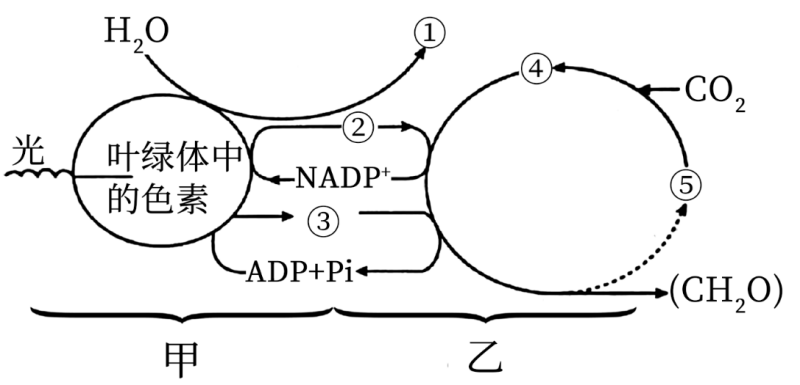 H₂O
①
④
CO₂
②
光
叶绿体中
的色素
NADP⁺
⑤
③
ADP+Pi
(CH₂O)
甲
乙